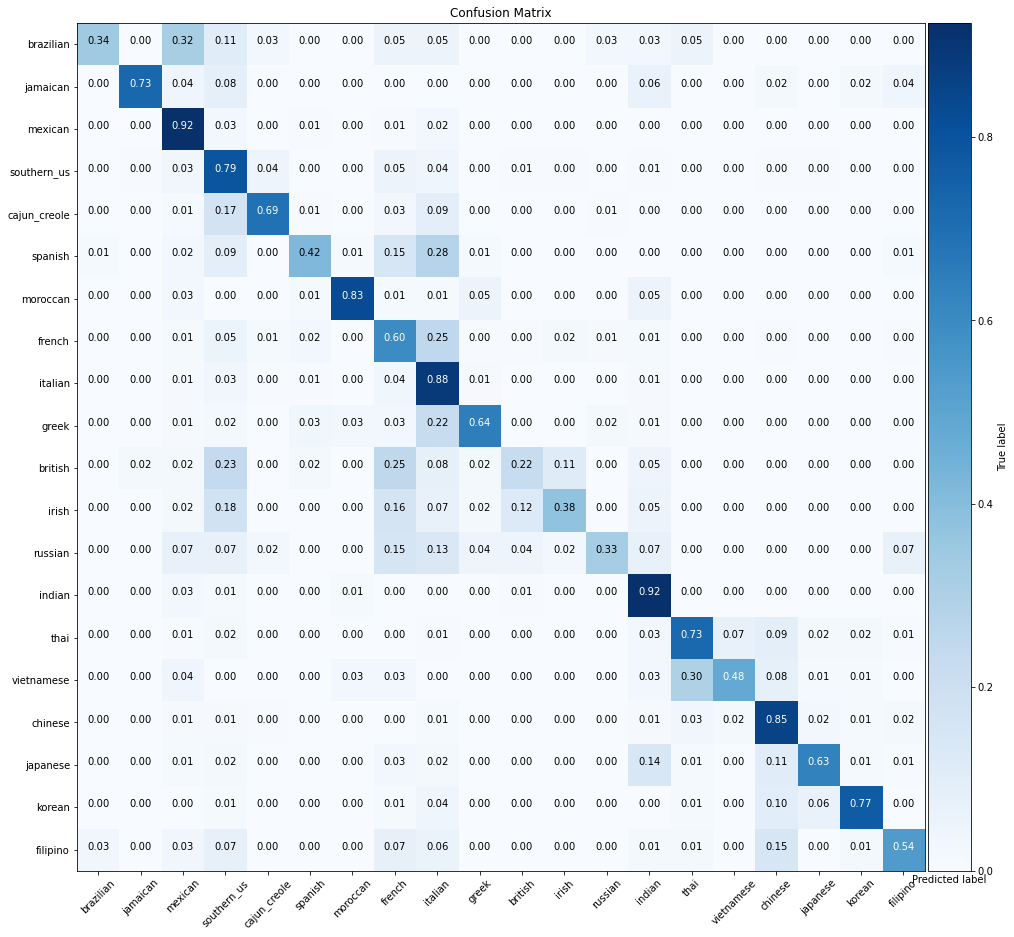 Confusion Matrix
brazilian 0.34 0.00 0.32 0.11 0.03 0.00 0.00 0.05 0.05 0.00 0.00 0.00 0.03 0.03 0.05 0.00 0.00 0.00 0.00 0.00
jamaican 0.00 0.73 0.04 0.08 0.00 0.00 0.00 0.00 0.00 0.00 0.00 0.00 0.00 0.06 0.00 0.00 0.02 0.00 0.02 0.04
mexican 0.00 0.00 0.92 0.03 0.00 0.01 0.00 0.01 0.02 0.00 0.00 0.00 0.00 0.00 0.00 0.00 0.00 0.00 0.00 0.00
0.8
southern_us 0.00 0.00 0.03 0.79 0.04 0.00 0.00 0.05 0.04 0.00 0.01 0.00 0.00 0.01 0.00 0.00 0.00 0.00 0.00 0.00
cajun_creole 0.00 0.00 0.01 0.17 0.69 0.01 0.00 0.03 0.09 0.00 0.00 0.00 0.01 0.00 0.00 0.00 0.00 0.00 0.00 0.00
spanish 0.01 0.00 0.02 0.09 0.00 0.42 0.01 0.15 0.28 0.01 0.00 0.00 0.00 0.00 0.00 0.00 0.00 0.00 0.00 0.01
moroccan 0.00 0.00 0.03 0.00 0.00 0.01 0.83 0.01 0.01 0.05 0.00 0.00 0.00 0.05 0.00 0.00 0.00 0.00 0.00 0.00
0.6
french 0.00 0.00 0.01 0.05 0.01 0.02 0.00 0.60 0.25 0.00 0.00 0.02 0.01 0.01 0.00 0.00 0.00 0.00 0.00 0.00
italian 0.00 0.00 0.01 0.03 0.00 0.01 0.00 0.04 0.88 0.01 0.00 0.00 0.00 0.01 0.00 0.00 0.00 0.00 0.00 0.00
greek 0.00 0.00 0.01 0.02 0.00 0.03 0.03 0.03 0.22 0.64 0.00 0.00 0.02 0.01 0.00 0.00 0.00 0.00 0.00 0.00
True label
british 0.00 0.02 0.02 0.23 0.00 0.02 0.00 0.25 0.08 0.02 0.22 0.11 0.00 0.05 0.00 0.00 0.00 0.00 0.00 0.00
irish 0.00 0.00 0.02 0.18 0.00 0.00 0.00 0.16 0.07 0.02 0.12 0.38 0.00 0.05 0.00 0.00 0.00 0.00 0.00 0.00
0.4
russian 0.00 0.00 0.07 0.07 0.02 0.00 0.00 0.15 0.13 0.04 0.04 0.02 0.33 0.07 0.00 0.00 0.00 0.00 0.00 0.07
indian 0.00 0.00 0.03 0.01 0.00 0.00 0.01 0.00 0.00 0.00 0.01 0.00 0.00 0.92 0.00 0.00 0.00 0.00 0.00 0.00
thai 0.00 0.00 0.01 0.02 0.00 0.00 0.00 0.00 0.01 0.00 0.00 0.00 0.00 0.03 0.73 0.07 0.09 0.02 0.02 0.01
vietnamese 0.00 0.00 0.04 0.00 0.00 0.00 0.03 0.03 0.00 0.00 0.00 0.00 0.00 0.03 0.30 0.48 0.08 0.01 0.01 0.00
0.2
chinese 0.00 0.00 0.01 0.01 0.00 0.00 0.00 0.00 0.01 0.00 0.00 0.00 0.00 0.01 0.03 0.02 0.85 0.02 0.01 0.02
japanese 0.00 0.00 0.01 0.02 0.00 0.00 0.00 0.03 0.02 0.00 0.00 0.00 0.00 0.14 0.01 0.00 0.11 0.63 0.01 0.01
korean 0.00 0.00 0.00 0.01 0.00 0.00 0.00 0.01 0.04 0.00 0.00 0.00 0.00 0.00 0.01 0.00 0.10 0.06 0.77 0.00
filipino 0.03 0.00 0.03 0.07 0.00 0.00 0.00 0.07 0.06 0.00 0.00 0.00 0.00 0.01 0.01 0.00 0.15 0.00 0.01 0.54
0.0
Predicted label
brazilian jamaican mexican southern_us cajun_creole spanish moroccan french italian greek british irish russian indian thai vietnamese chinese japanese korean filipino